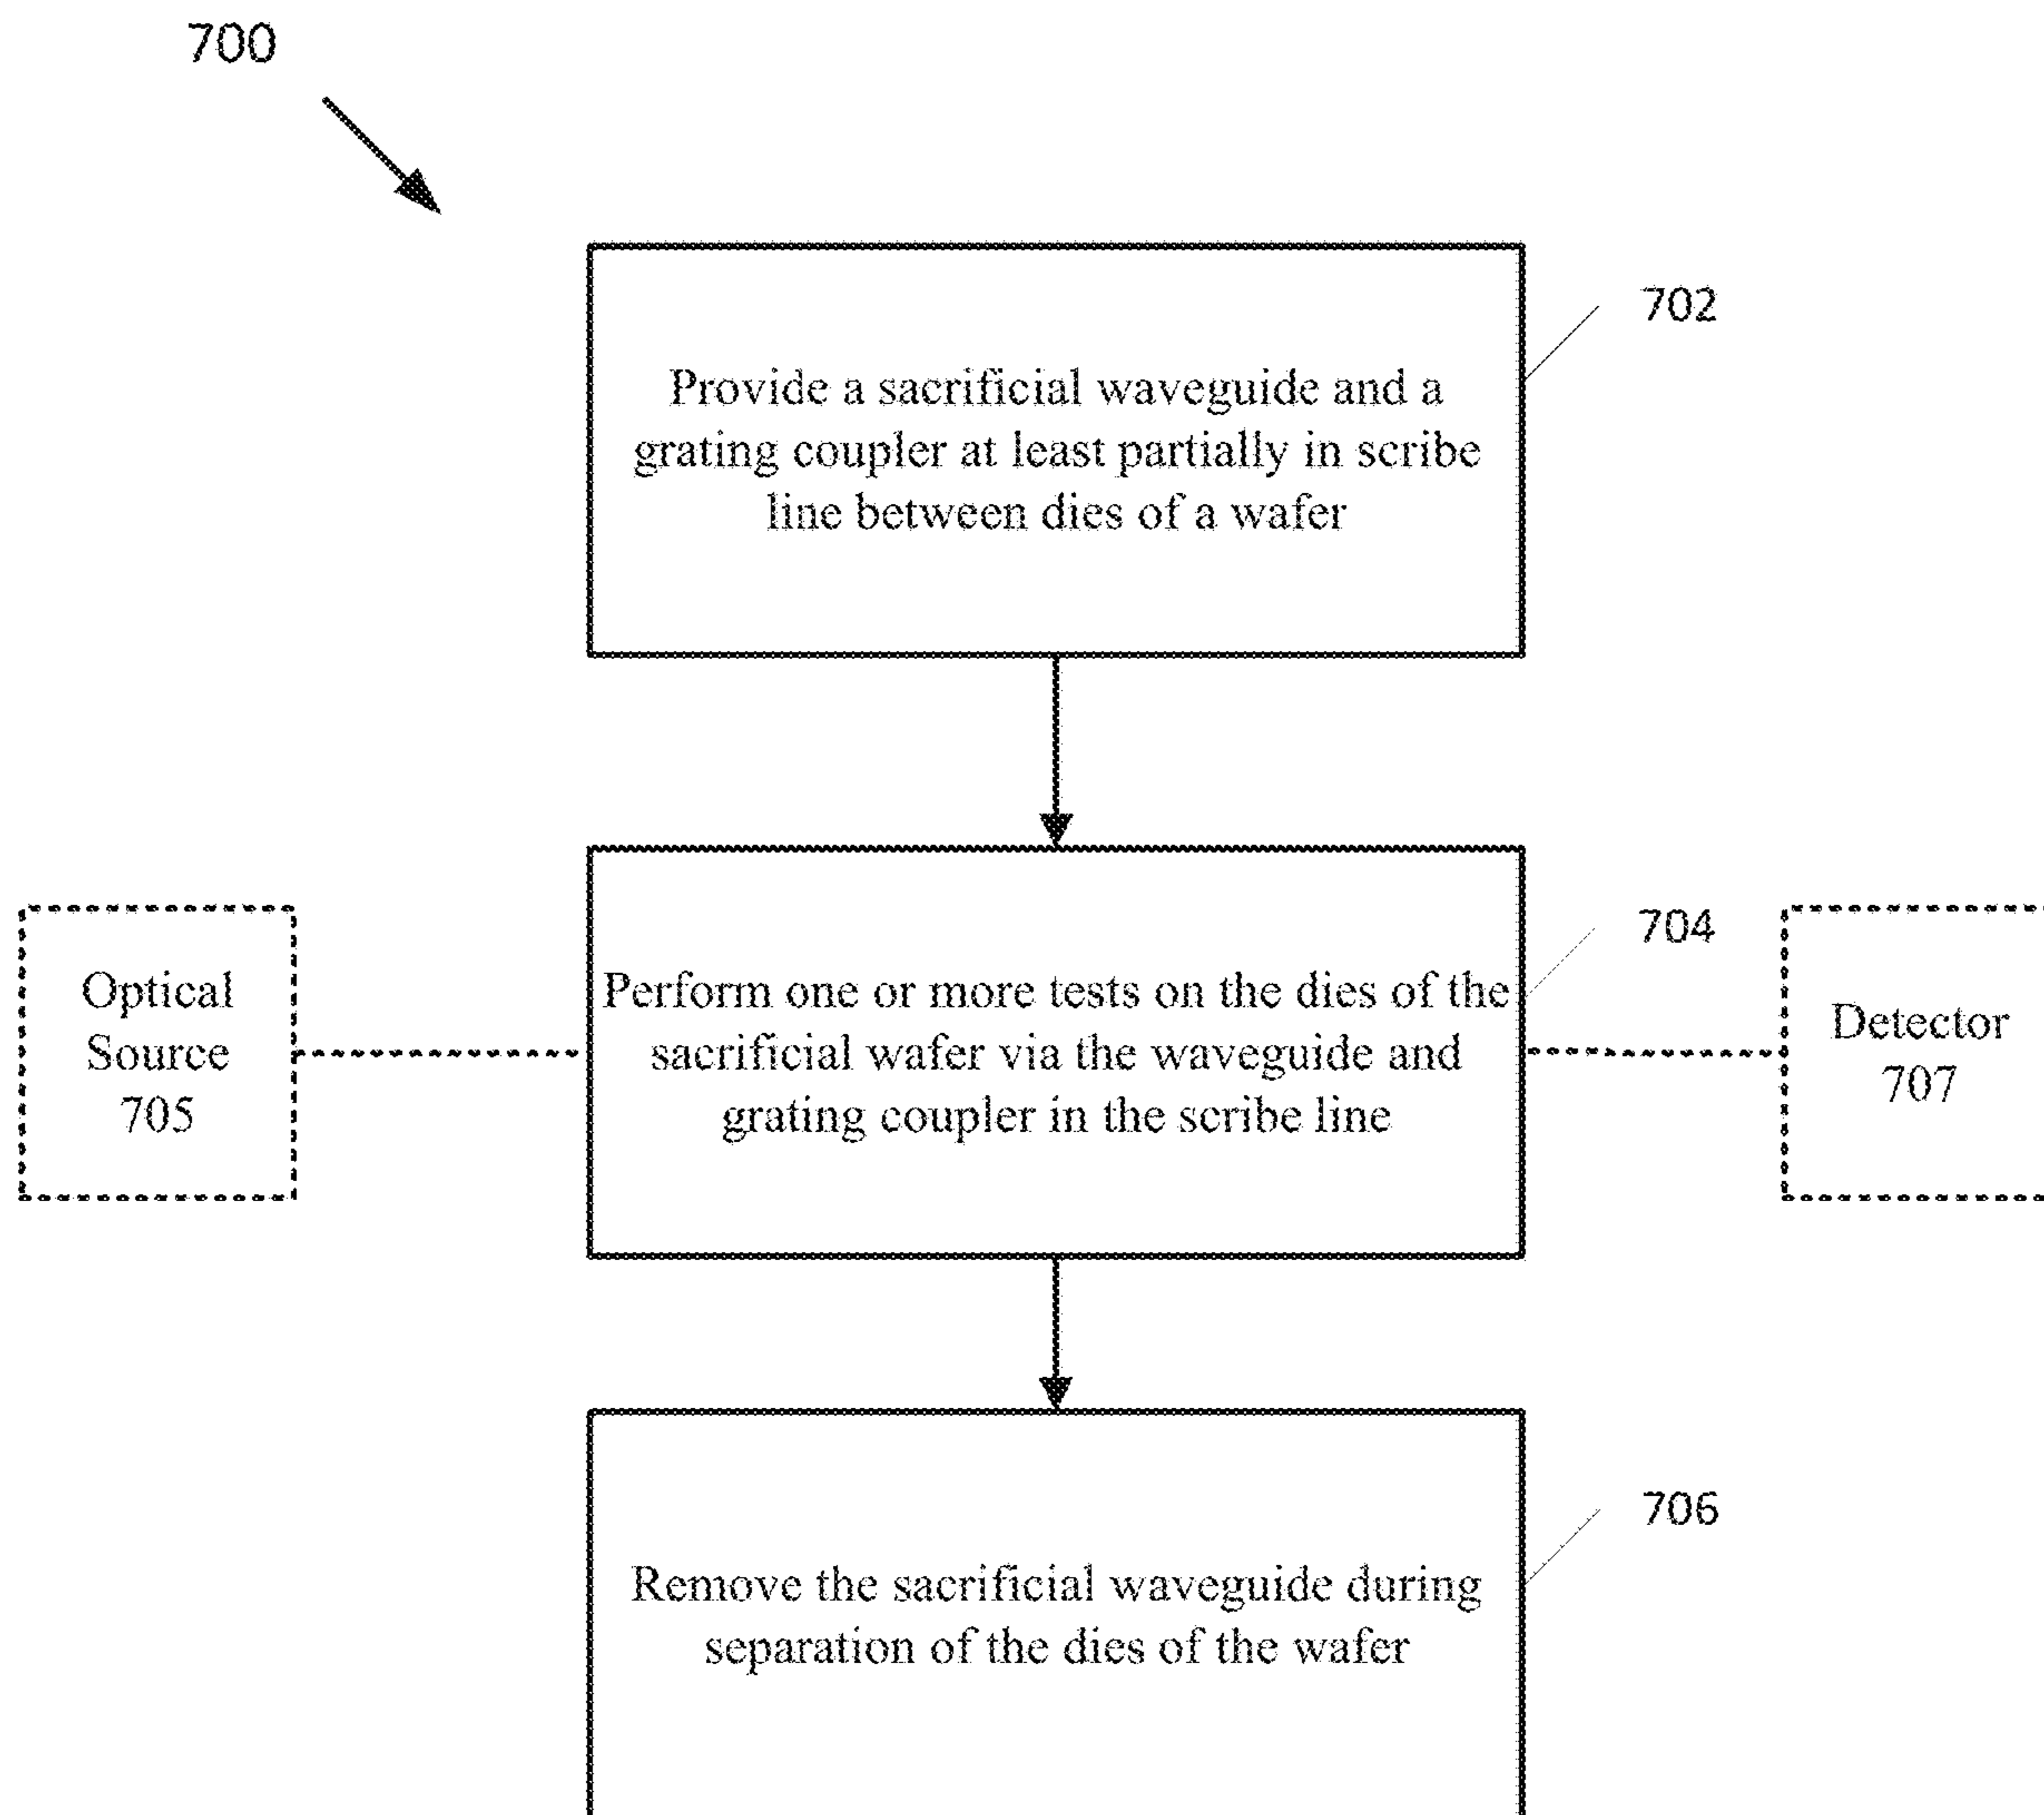 700
702
Provide a sacrificial waveguide and a
grating coupler at least partially in scribe
line between dies of a wafer
704
Optical
Source
705
Perform one or more tests on the dies of the
sacrificial wafer via the waveguide and
grating coupler in the scribe line
Detector
707
706
Remove the sacrificial waveguide during
separation of the dies of the wafer